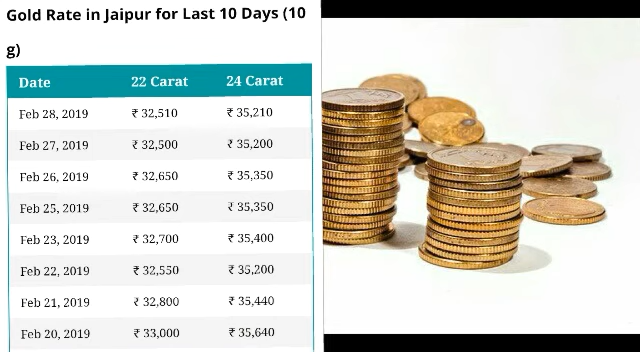 Gold Rate in Jaipur for Last 10 Days (10
g)
Date 22 Carat 24 Carat
Feb 28, 2019 ₹ 32,510 ₹ 35,210
Feb 27, 2019 ₹ 32,500 ₹ 35,200
Feb 26, 2019 ₹ 32,650 ₹ 35,350
Feb 25, 2019 ₹ 32,650 ₹ 35,350
Feb 23, 2019 ₹ 32,700 ₹ 35,400
Feb 22, 2019 ₹ 32,550 ₹ 35,200
Feb 21, 2019 ₹ 32,800 ₹ 35,440
Feb 20, 2019 ₹ 33,000 ₹ 35,640